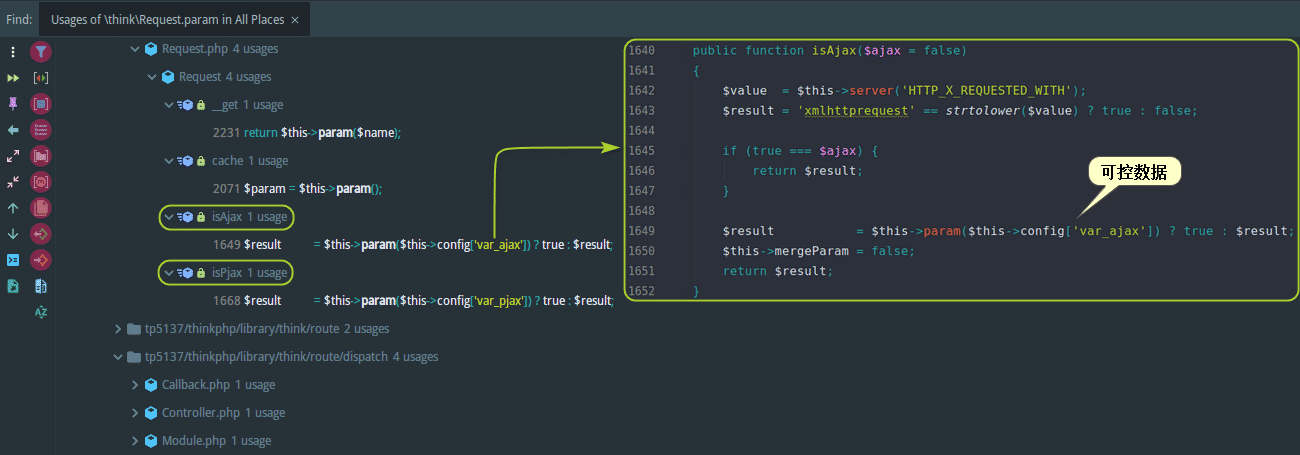 Find:
Usages of \think\Request.param in All Places ×
Request.php 4 usages
Request 4 usages
__get 1 usage
2231 return $this->param($name);
cache 1 usage
2071 $param = $this->param();
isAjax 1 usage
1649 $result = $this->param($this->config['var_ajax']) ? true : $result;
isPjax 1 usage
1668 $result = $this->param($this->config['var_pjax']) ? true : $result;
tp5137/thinkphp/library/think/route 2 usages
tp5137/thinkphp/library/think/route/dispatch 4 usages
Callback.php 1 usage
Controller.php 1 usage
Module.php 1 usage
1640 public function isAjax($ajax = false)
1641 {
1642 $value = $this->server('HTTP_X_REQUESTED_WITH');
1643 $result = 'xmlhttprequest' == strtolower($value) ? true : false;
1644
1645 if (true === $ajax) {
1646 return $result;
1647 }
1648
可控数据
1649 $result = $this->param($this->config['var_ajax']) ? true : $result;
1650 $this->mergeParam = false;
1651 return $result;
1652 }